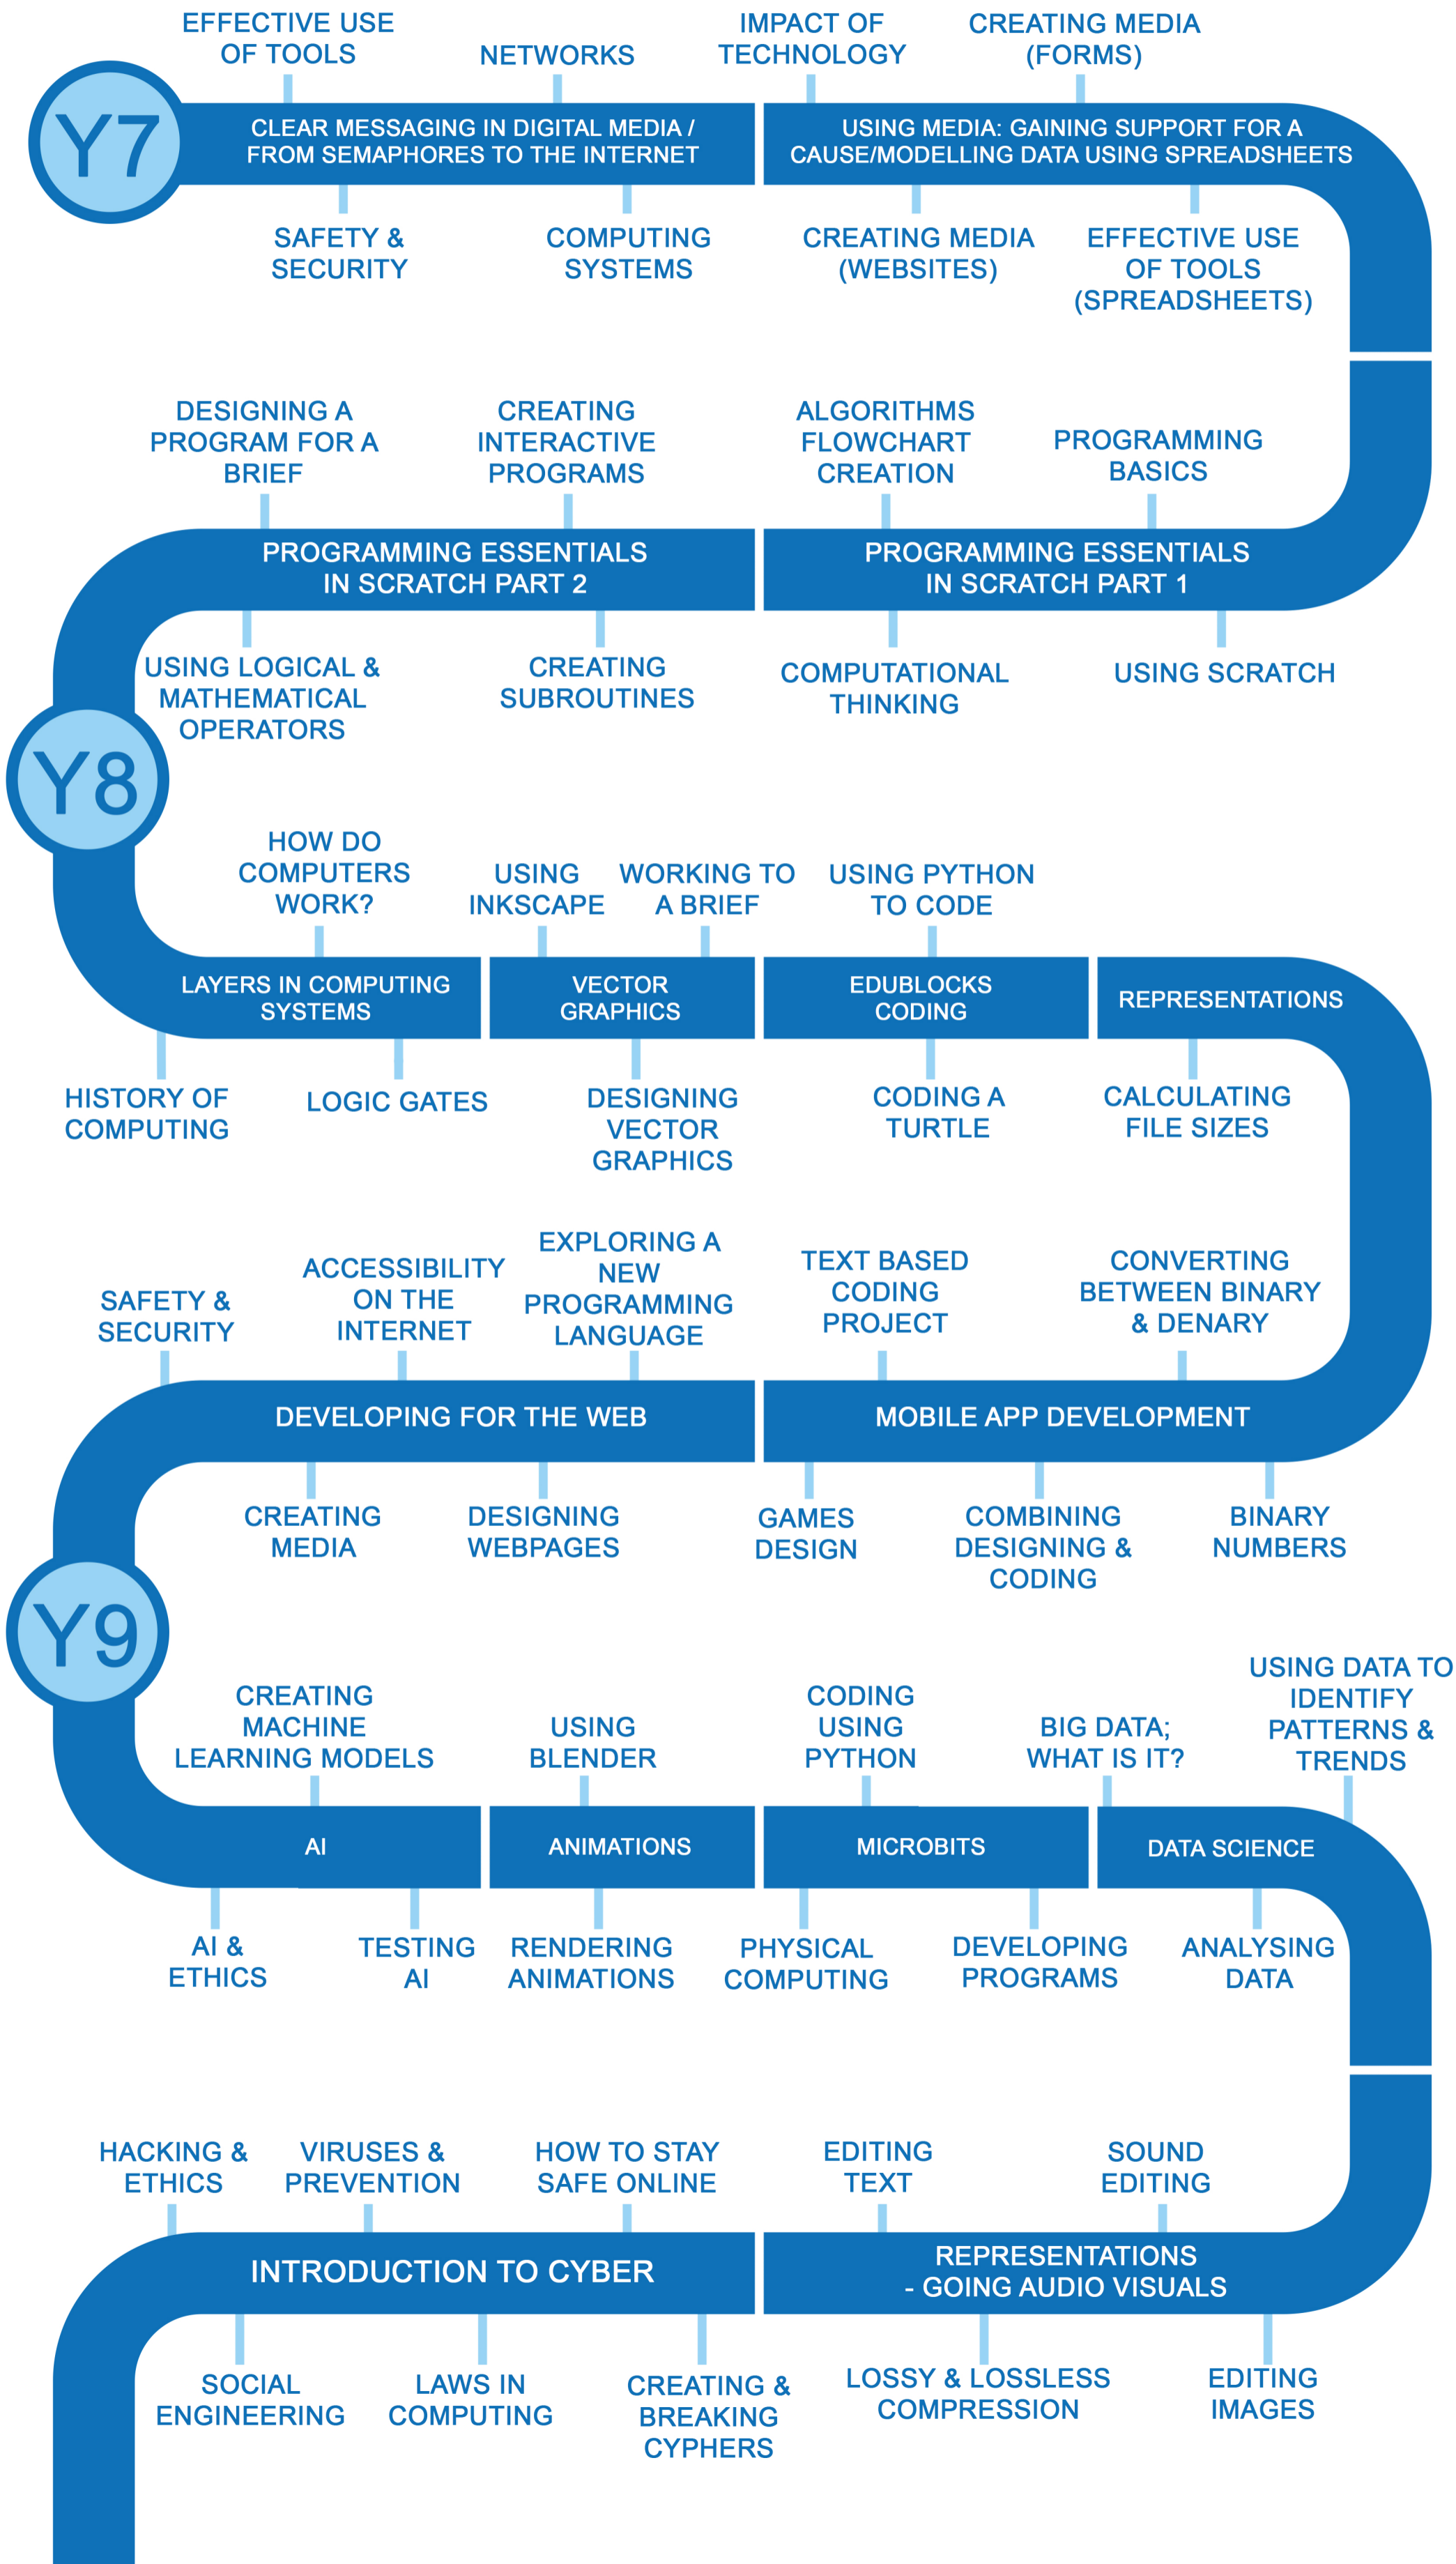 EFFECTIVE USE
OF TOOLS
NETWORKS
IMPACT OF
TECHNOLOGY
CREATING MEDIA
(FORMS)
Y7
CLEAR MESSAGING IN DIGITAL MEDIA /
FROM SEMAPHORES TO THE INTERNET
USING MEDIA: GAINING SUPPORT FOR A
CAUSE/MODELLING DATA USING SPREADSHEETS
SAFETY &
SECURITY
COMPUTING
SYSTEMS
CREATING MEDIA
(WEBSITES)
EFFECTIVE USE
OF TOOLS
(SPREADSHEETS)
DESIGNING A
PROGRAM FOR A
BRIEF
CREATING
INTERACTIVE
PROGRAMS
ALGORITHMS
FLOWCHART
CREATION
PROGRAMMING
BASICS
PROGRAMMING ESSENTIALS
IN SCRATCH PART 2
PROGRAMMING ESSENTIALS
IN SCRATCH PART 1
USING LOGICAL &
MATHEMATICAL
OPERATORS
CREATING
SUBROUTINES
COMPUTATIONAL
THINKING
USING SCRATCH
Y8
HOW DO
COMPUTERS
WORK?
USING
INKSCAPE
WORKING TO
A BRIEF
USING PYTHON
TO CODE
LAYERS IN COMPUTING
SYSTEMS
VECTOR
GRAPHICS
EDUBLOCKS
CODING
REPRESENTATIONS
HISTORY OF
COMPUTING
LOGIC GATES
DESIGNING
VECTOR
GRAPHICS
CODING A
TURTLE
CALCULATING
FILE SIZES
SAFETY &
SECURITY
ACCESSIBILITY
ON THE
INTERNET
EXPLORING A
NEW
PROGRAMMING
LANGUAGE
TEXT BASED
CODING
PROJECT
CONVERTING
BETWEEN BINARY
& DENARY
DEVELOPING FOR THE WEB
MOBILE APP DEVELOPMENT
CREATING
MEDIA
DESIGNING
WEBPAGES
GAMES
DESIGN
COMBINING
DESIGNING &
CODING
BINARY
NUMBERS
Y9
CREATING
MACHINE
LEARNING MODELS
USING
BLENDER
CODING
USING
PYTHON
BIG DATA;
WHAT IS IT?
USING DATA TO
IDENTIFY
PATTERNS &
TRENDS
AI
ANIMATIONS
MICROBITS
DATA SCIENCE
AI &
ETHICS
TESTING
AI
RENDERING
ANIMATIONS
PHYSICAL
COMPUTING
DEVELOPING
PROGRAMS
ANALYSING
DATA
HACKING &
ETHICS
VIRUSES &
PREVENTION
HOW TO STAY
SAFE ONLINE
EDITING
TEXT
SOUND
EDITING
INTRODUCTION TO CYBER
REPRESENTATIONS
- GOING AUDIO VISUALS
SOCIAL
ENGINEERING
LAWS IN
COMPUTING
CREATING &
BREAKING
CYPHERS
LOSSY & LOSSLESS
COMPRESSION
EDITING
IMAGES